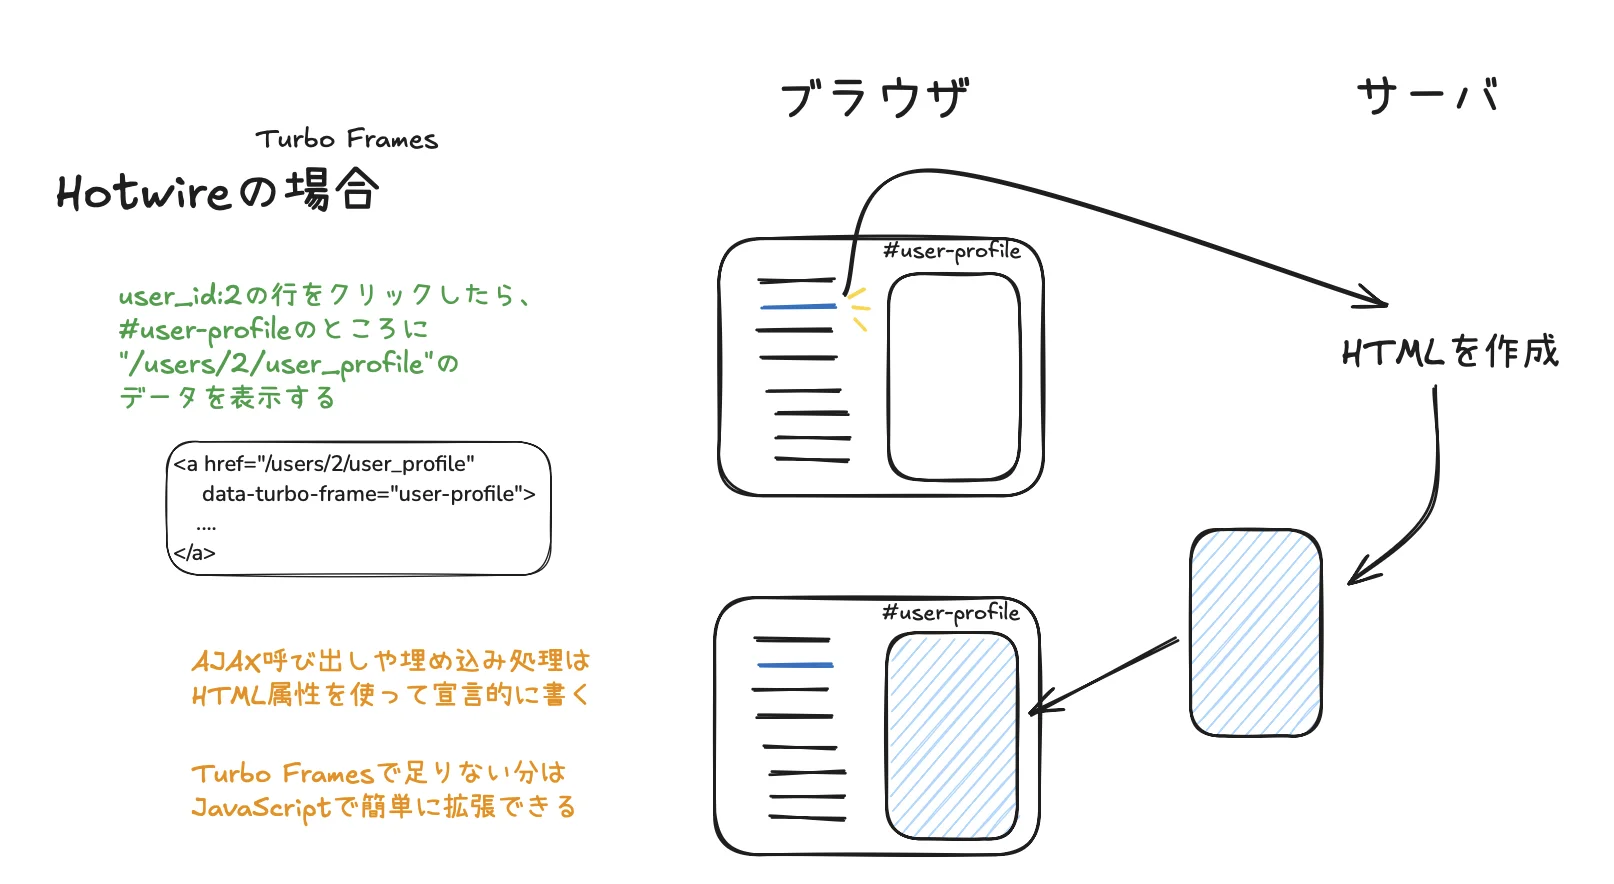 Turbo Frames
Hotwireの場合
user_id:2の行をクリックしたら、
#user-profileのところに
"/users/2/user_profile"の
データを表示する
<a href="/users/2/user_profile"
data-turbo-frame="user-profile">
....
</a>
AJAX呼び出しや埋め込み処理は
HTML属性を使って宣言的に書く
Turbo Framesで足りない分は
JavaScriptで簡単に拡張できる
ブラウザ
サーバ
#user-profile
HTMLを作成
#user-profile